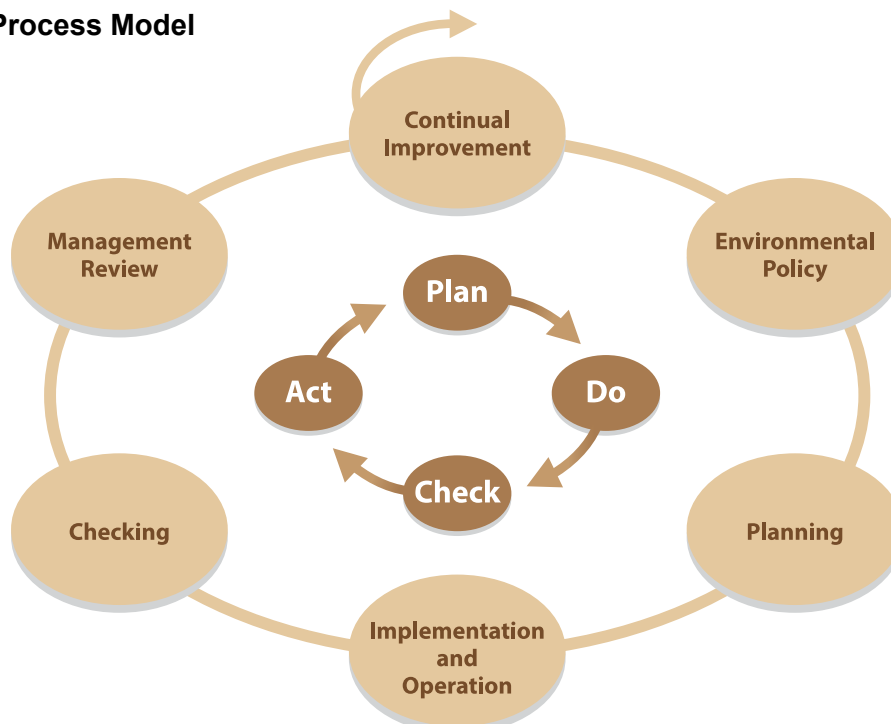 Process Model
Continual
Improvement
Management
Review
Environmental
Policy
Plan
Act
Do
Check
Checking
Planning
Implementation
and
Operation